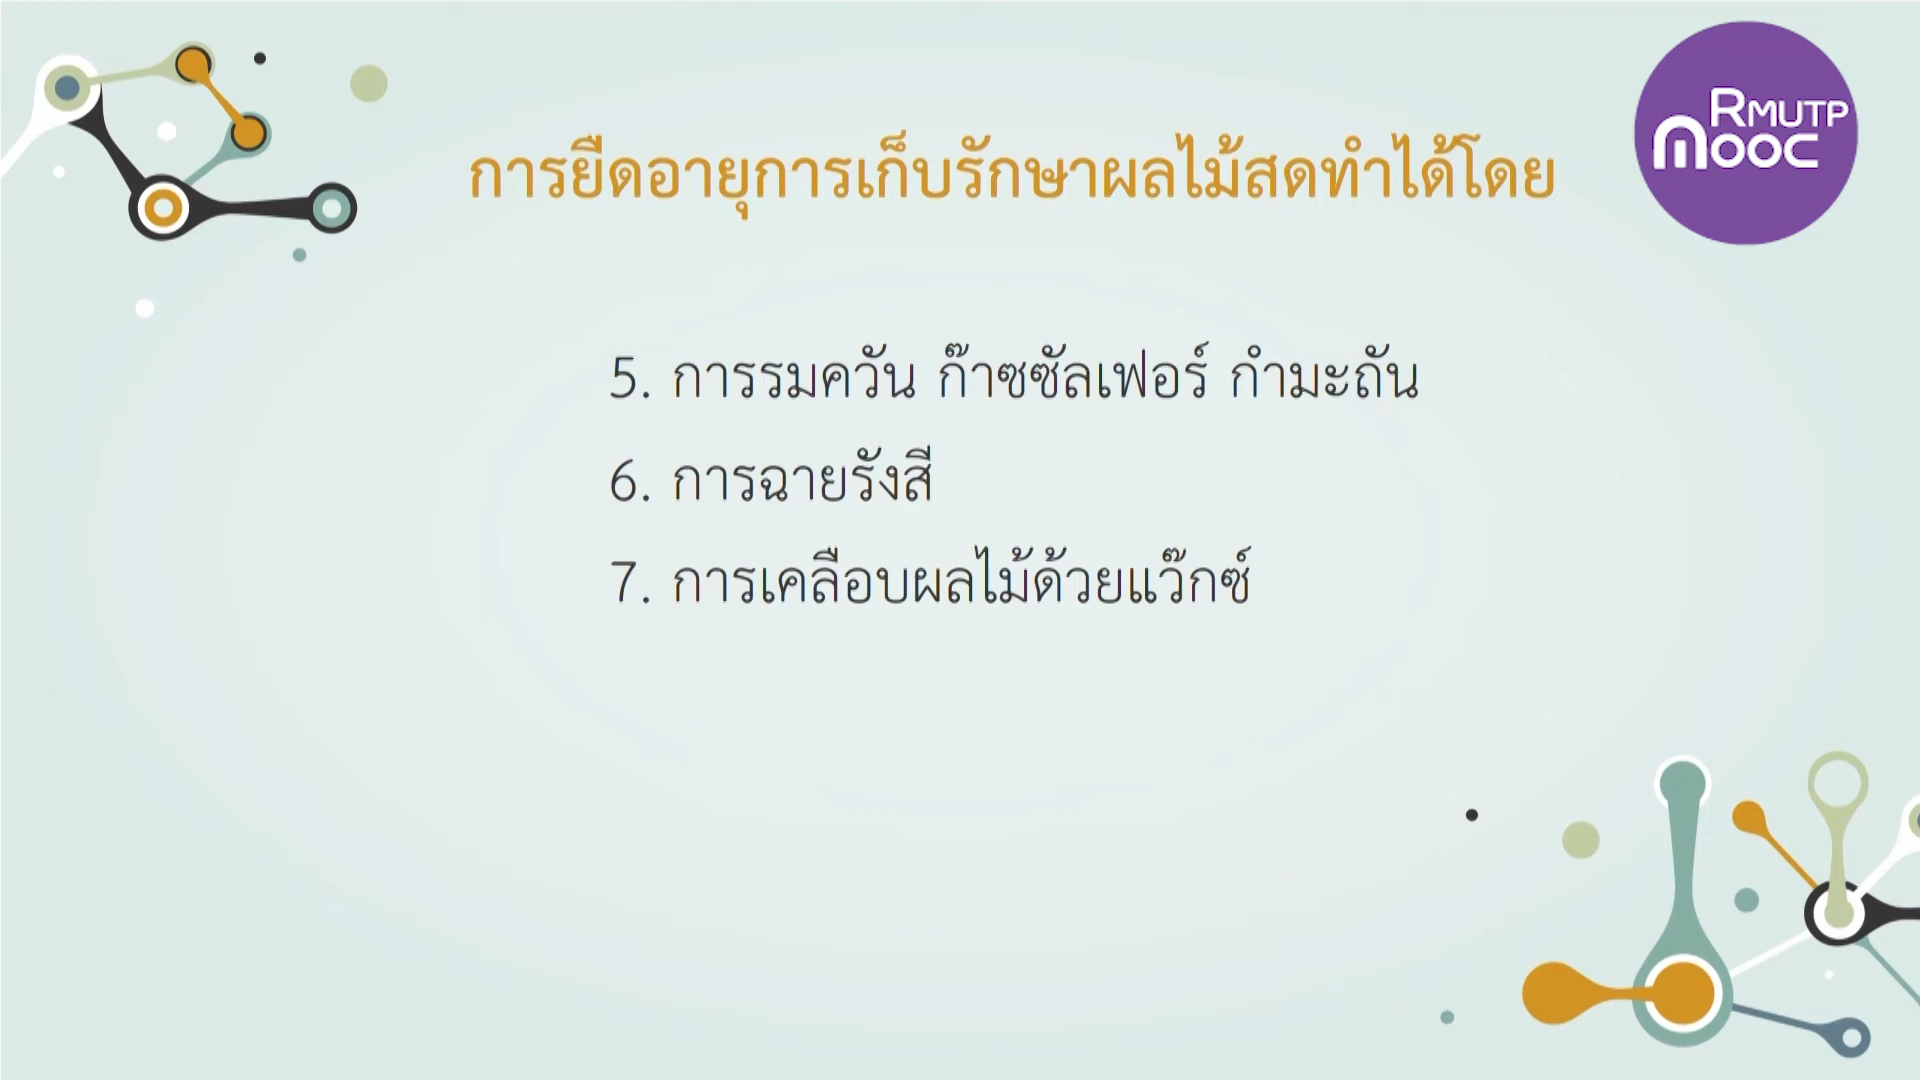 RMUTP
MOOC
การยืดอายุการเก็บรักษาผลไม้สดทำได้โดย
5. การรมควัน ก๊าซซัลเฟอร์ กำมะถัน
6. การฉายรังสี
7. การเคลือบผลไม้ด้วยแว๊กซ์